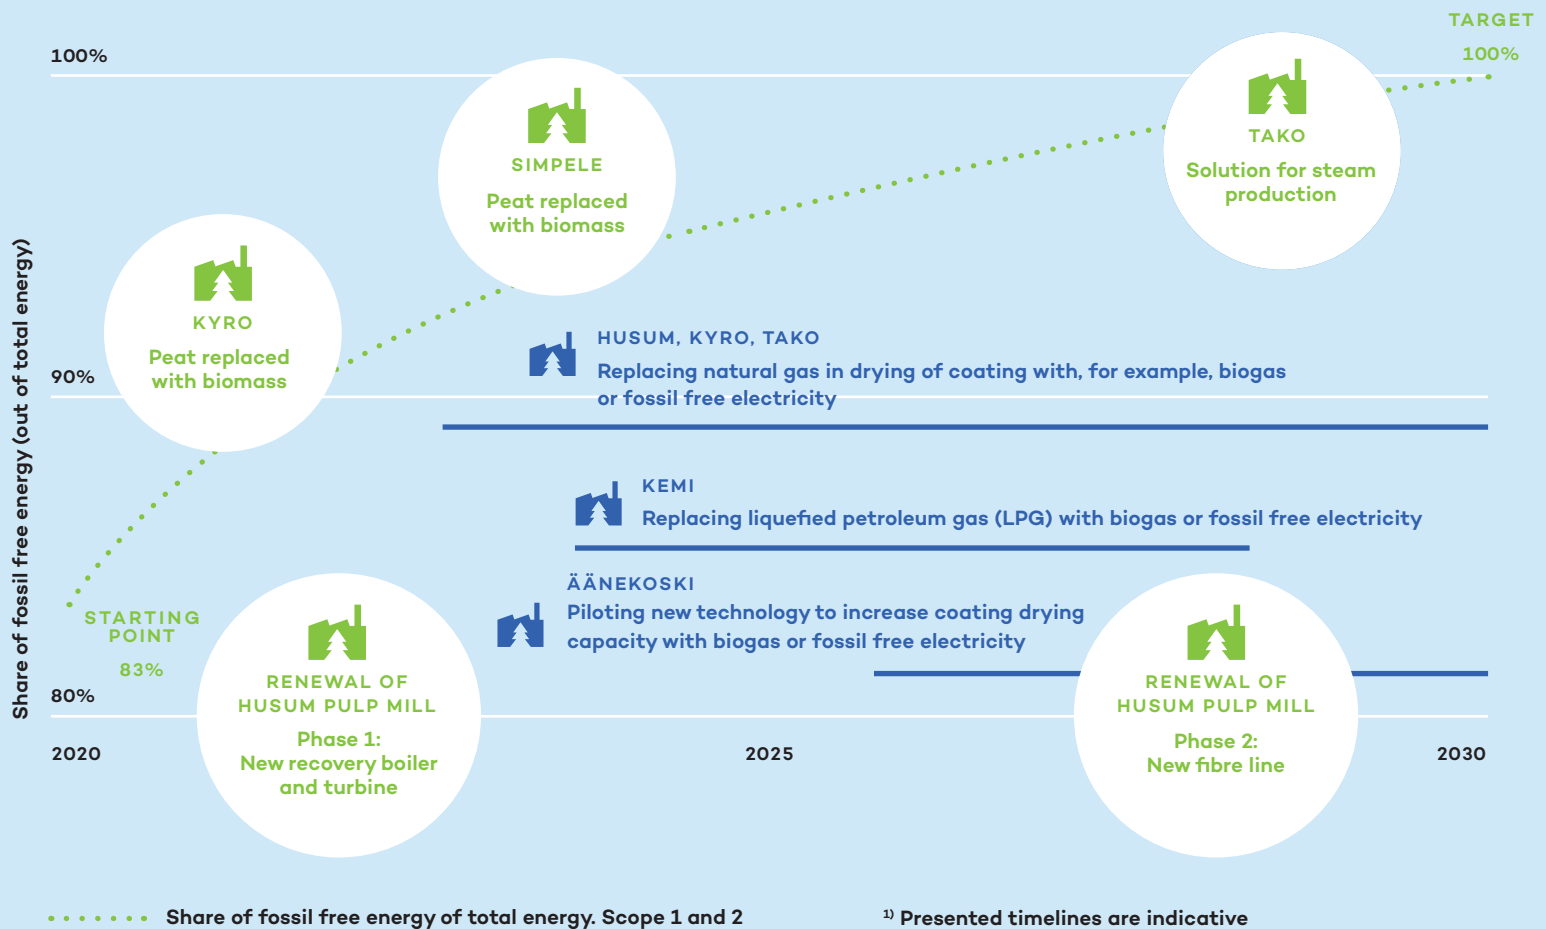 TARGET
100%
100%
TAKO
Solution for steam
production
SIMPELE
Peat replaced
with biomass
KYRO
Peat replaced
with biomass
90%
HUSUM, KYRO, TAKO
Replacing natural gas in drying of coating with, for example, biogas
or fossil free electricity
KEMI
Replacing liquefied petroleum gas (LPG) with biogas or fossil free electricity
ÄÄNEKOSKI
Piloting new technology to increase coating drying
capacity with biogas or fossil free electricity
STARTING
POINT
83%
80%
RENEWAL OF
HUSUM PULP MILL
Phase 1:
New recovery boiler
and turbine
RENEWAL OF
HUSUM PULP MILL
Phase 2:
New fibre line
Share of fossil free energy (out of total energy)
2020
2025
2030
Share of fossil free energy of total energy. Scope 1 and 2
¹⁾ Presented timelines are indicative